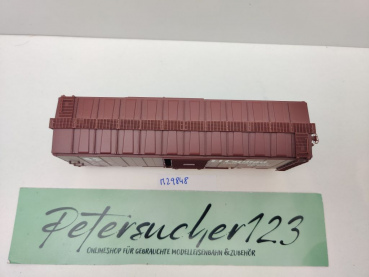 M29848
Petersucher123
ONLINESHOP FÜR GEBRAUCHTE MODELLEISENBAHN & ZUBEHÖR